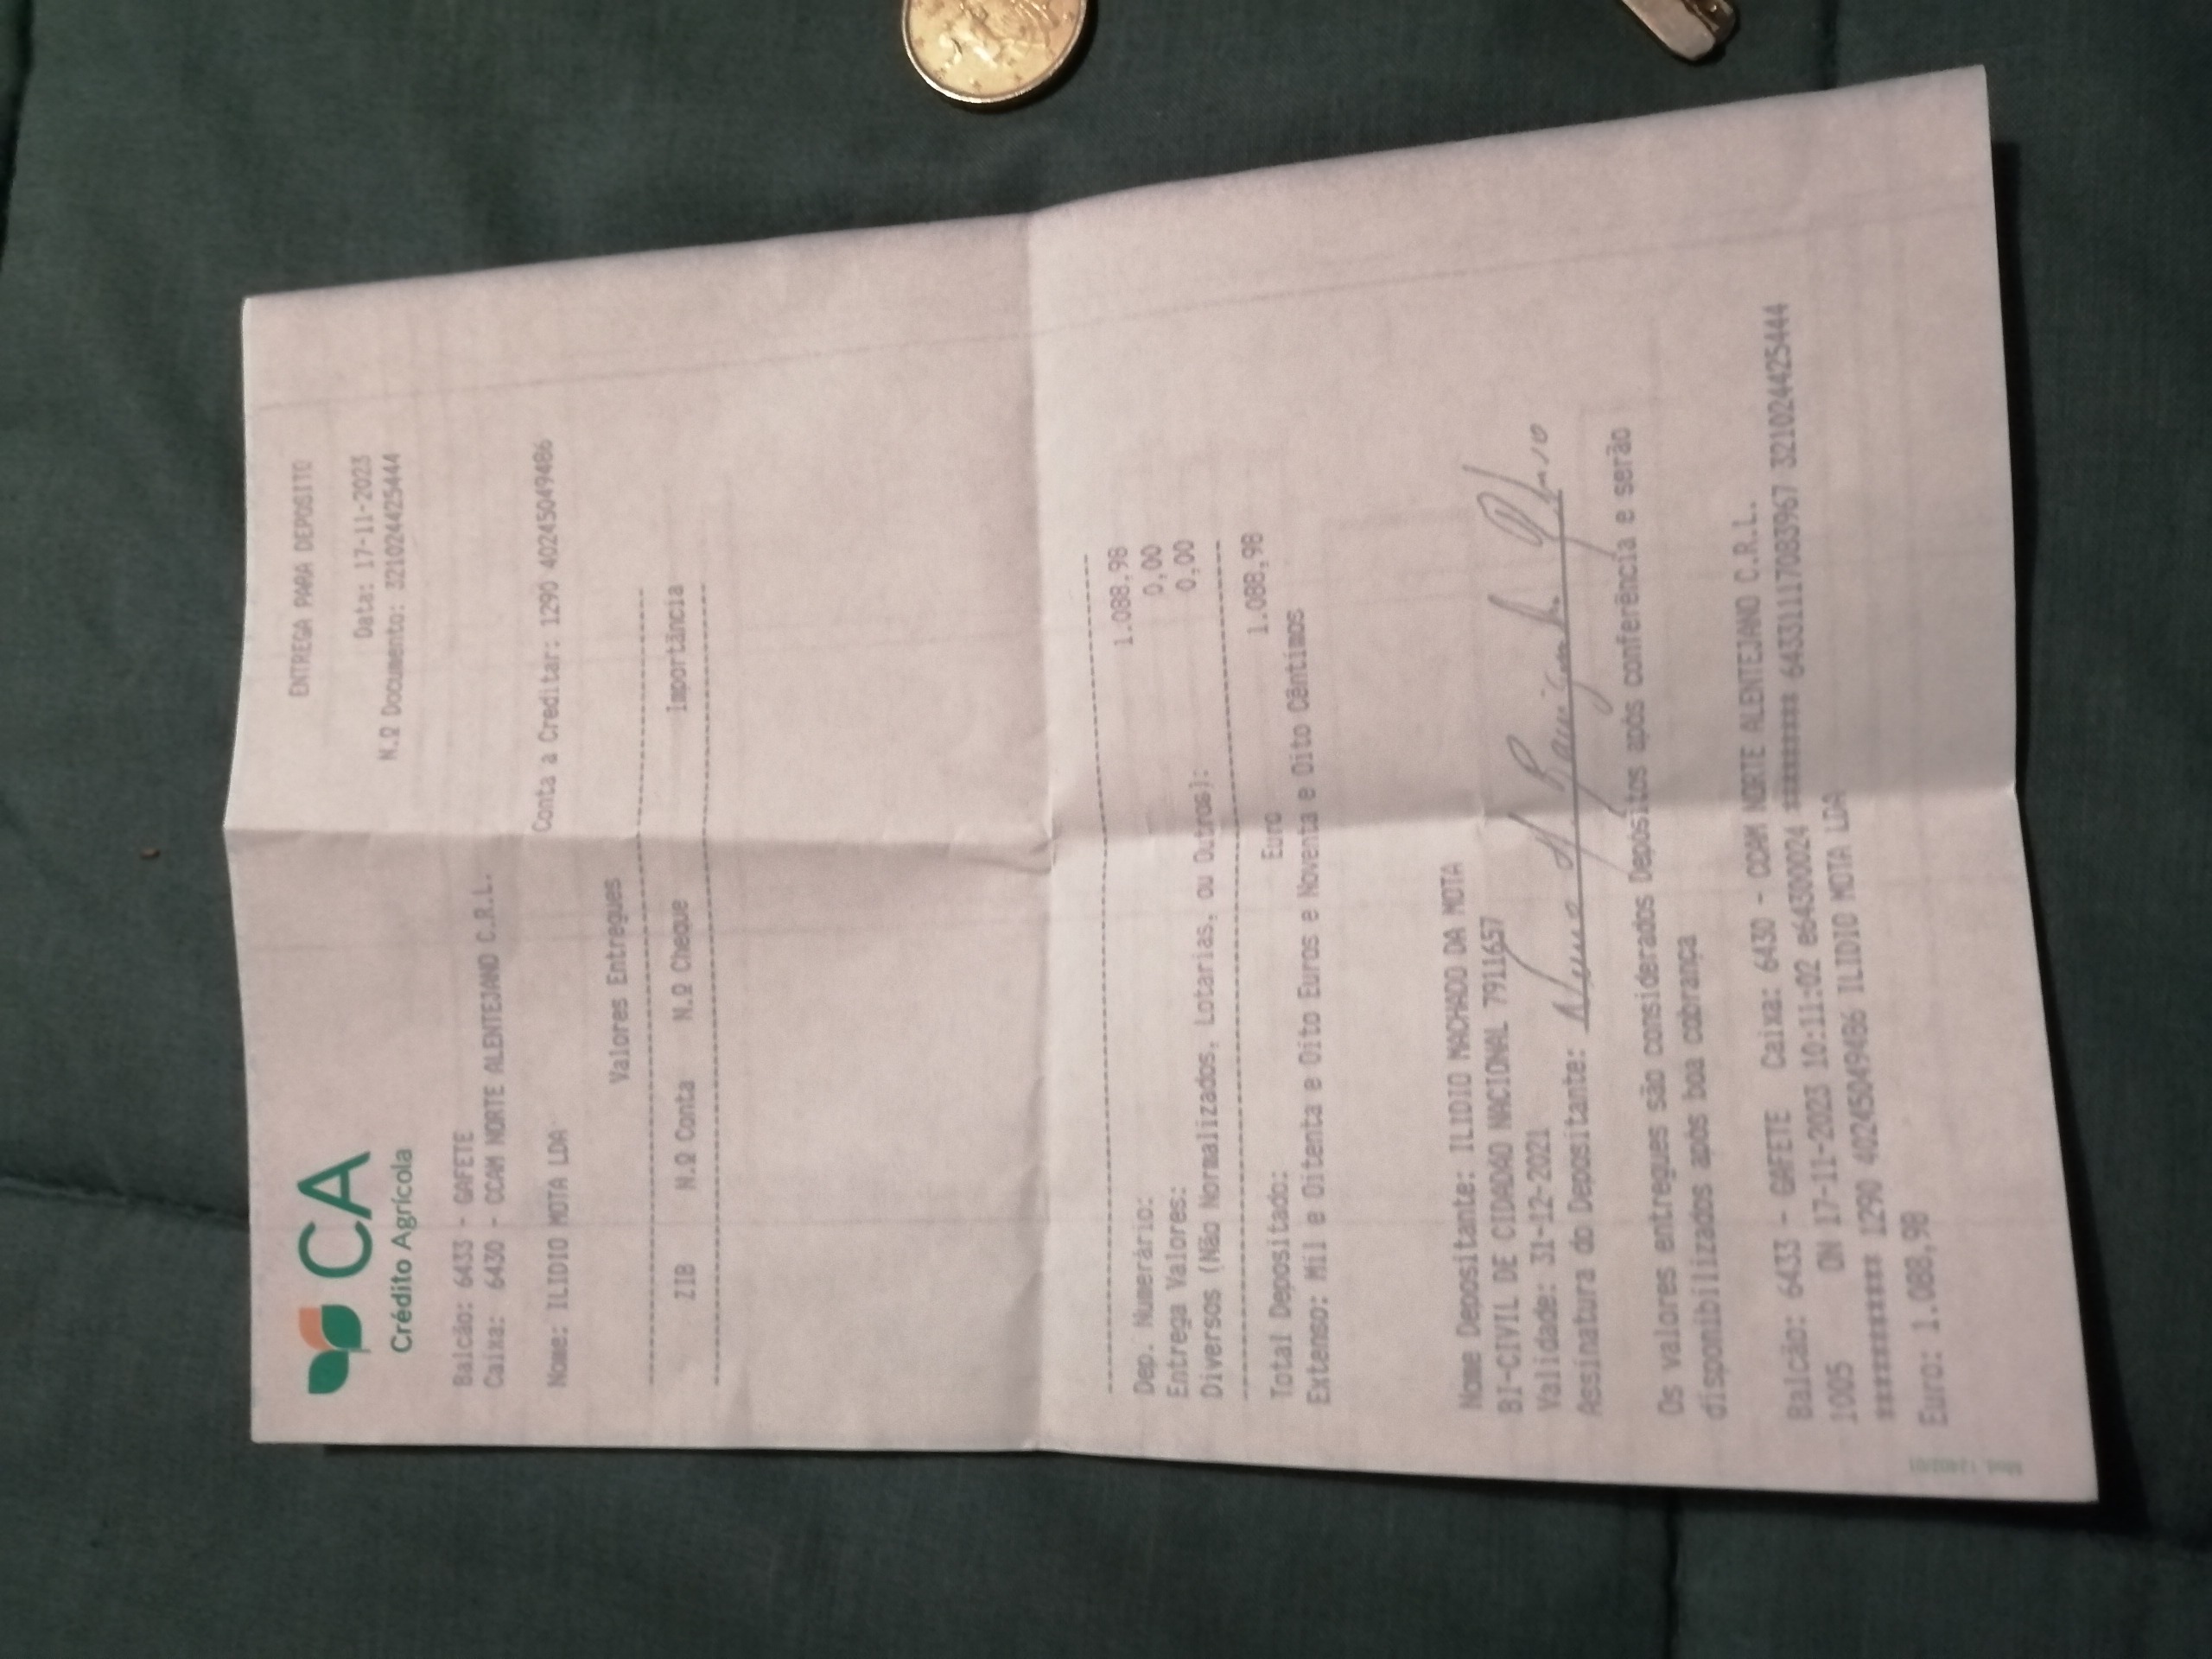 CA
Crédito Agrícola
ENTREGA PARA DEPOSITO
Data: 17-11-2023
N.º Documento: 3210244425444
Balcão: 6433 - GAFETE
Caixa: 6430 - CCAM NORTE ALENTEJANO C.R.L.
Conta a Creditar: 1290 40245049486
Nome: ILIDIO MOTA LDA
Valores Entregues
ZIB N.º Conta N.º Cheque Importância
Dep. Numerário: 1.088,98
Entrega Valores: 0,00
Diversos (Não Normalizados, Lotarias, ou Outros): 0,00
Total Depositado: 1.088,98
Euro
Extenso: Mil e Oitenta e Oito Euros e Noventa e Oito Cêntimos
Nome Depositante: ILIDIO MACHADO DA MOTA
BI-CIVIL DE CIDADAO NACIONAL 7911657
Validade: 31-12-2021
Assinatura do Depositante:
Os valores entregues são considerados Depósitos após conferência e serão
disponibilizados após boa cobrança
Balcão: 6433 - GAFETE Caixa: 6430 - CCAM NORTE ALENTEJANO C.R.L.
1005 ON 17-11-2023 10:11:02 e64300024 ******** 6433111170833967 3210244425444
*********** 1290 40245049486 ILIDIO MOTA LDA
Euro: 1.088,98